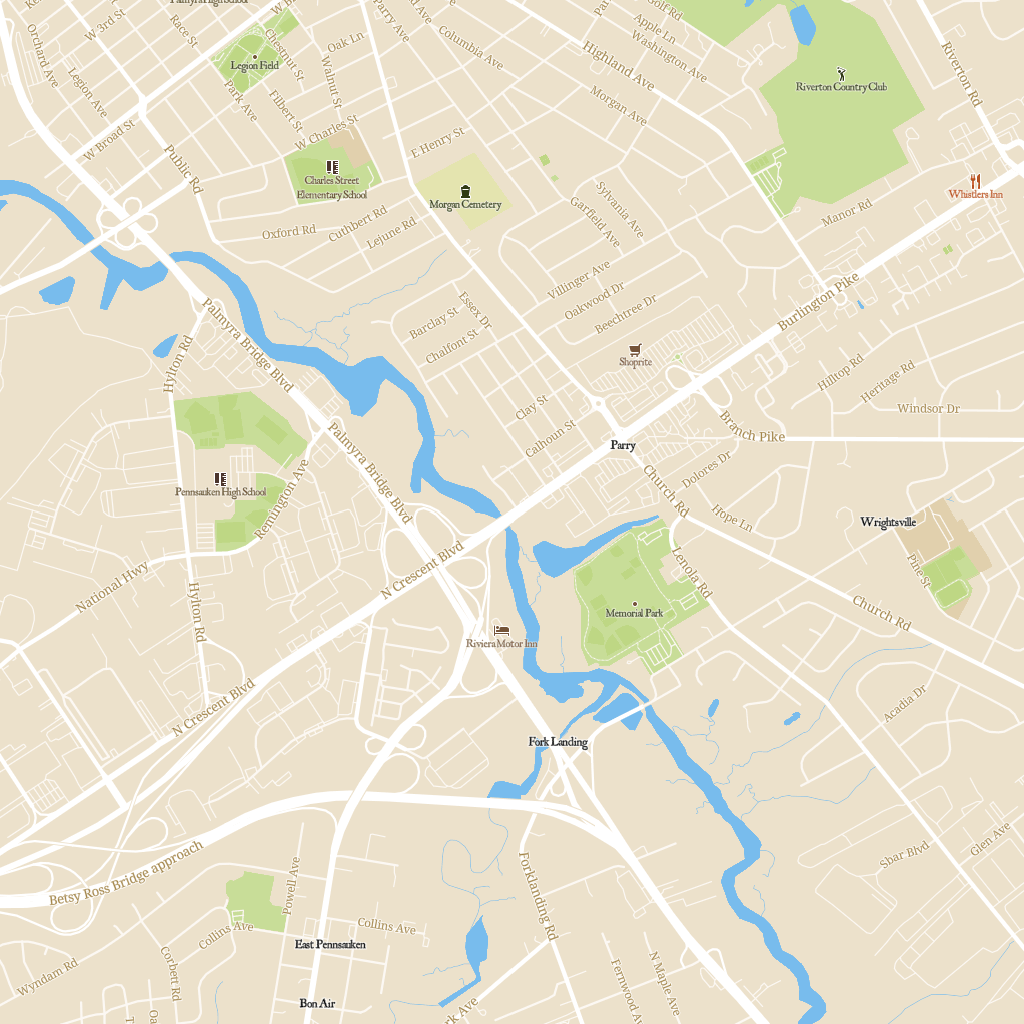 Palmyra High School
W 3rd St
Race St
W B
Orchard Ave
Legion Ave
Legion Field
Chestnut St
Oak Ln
Parry Ave
Walnut St
Columbia Ave
Golf Rd
Apple Ln
Washington Ave
Highland Ave
Morgan Ave
Riverton Rd
Riverton Country Club
Park Ave
Filbert St
W Broad St
W Charles St
E Henry St
Public Rd
Charles Street
Elementary School
Morgan Cemetery
Whistlers Inn
Sylvania Ave
Garfield Ave
Manor Rd
Oxford Rd
Cuthbert Rd
Lejune Rd
Villinger Ave
Oakwood Dr
Beechtree Dr
Burlington Pike
Essex Dr
Barclay St
Chalfont St
Palmyra Bridge Blvd
Hylton Rd
Shoprite
Hilltop Rd
Heritage Rd
Windsor Dr
Clay St
Calhoun St
Branch Pike
Parry
Palmyra Bridge Blvd
Dolores Dr
Church Rd
Pennsauken High School
Remington Ave
Hope Ln
Wrightsville
N Crescent Blvd
National Hwy
Lenola Rd
Pine St
Hylton Rd
Memorial Park
Church Rd
Riviera Motor Inn
N Crescent Blvd
Acadia Dr
Fork Landing
Betsy Ross Bridge approach
Sbar Blvd
Glen Ave
Powell Ave
Forklanding Rd
Collins Ave
Collins Ave
East Pennsauken
Wyndam Rd
Corbett Rd
Fernwood Av
N Maple Ave
Bon Air
rk Ave